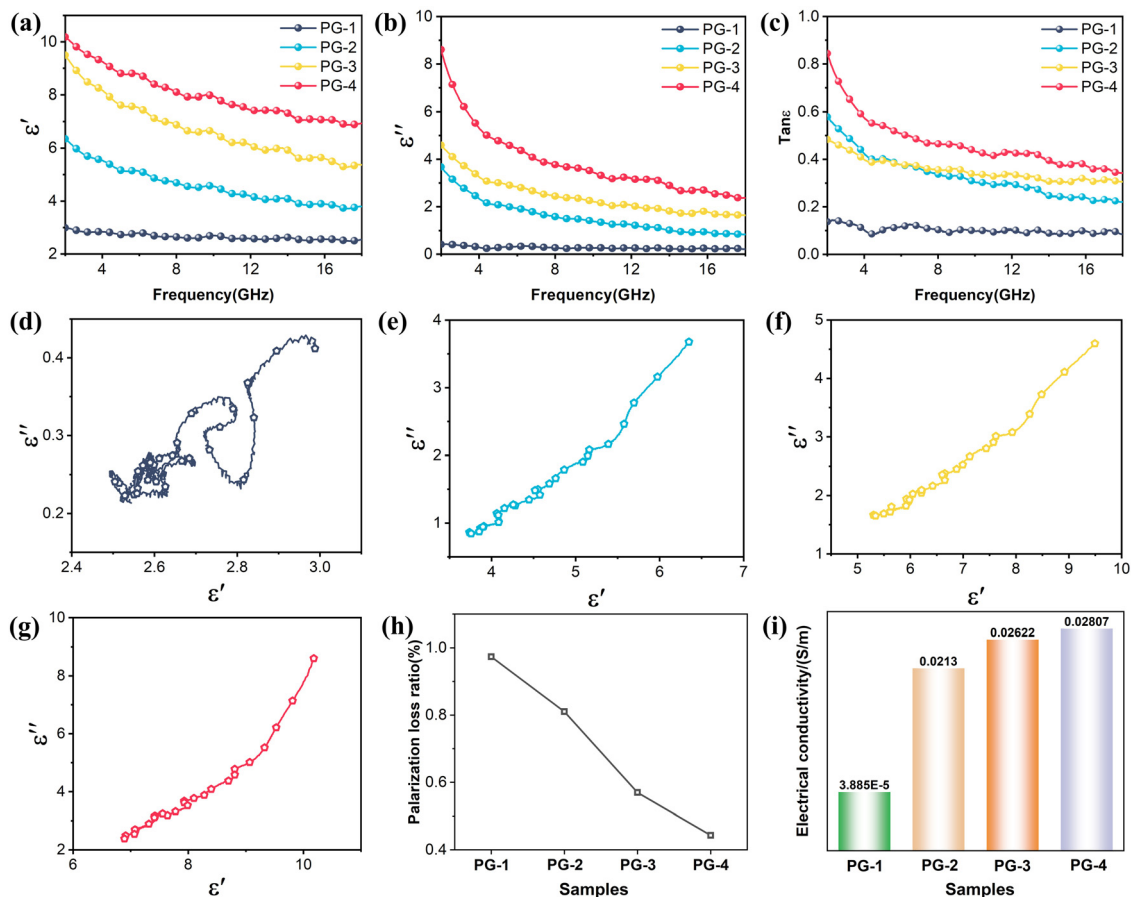 (a)
PG-1
PG-2
PG-3
PG-4
10
8
6
4
2
ε′
4
8
12
16
Frequency(GHz)
(b)
PG-1
PG-2
PG-3
PG-4
10
8
6
4
2
0
ε′′
4
8
12
16
Frequency(GHz)
(c)
PG-1
PG-2
PG-3
PG-4
1.0
0.8
0.6
0.4
0.2
0.0
Tanε
4
8
12
16
Frequency(GHz)
(d)
0.4
0.3
0.2
ε′′
2.4
2.6
2.8
3.0
ε′
(e)
4
3
2
1
ε′′
4
5
6
7
ε′
(f)
5
4
3
2
1
ε′′
5
6
7
8
9
10
ε′
(g)
10
8
6
4
2
ε′′
6
8
10
ε′
(h)
1.0
0.8
0.6
0.4
Palarization loss ratio(%)
PG-1
PG-2
PG-3
PG-4
Samples
(i)
Electrical conductivity/(S/m)
3.885E-5
0.0213
0.02622
0.02807
PG-1
PG-2
PG-3
PG-4
Samples